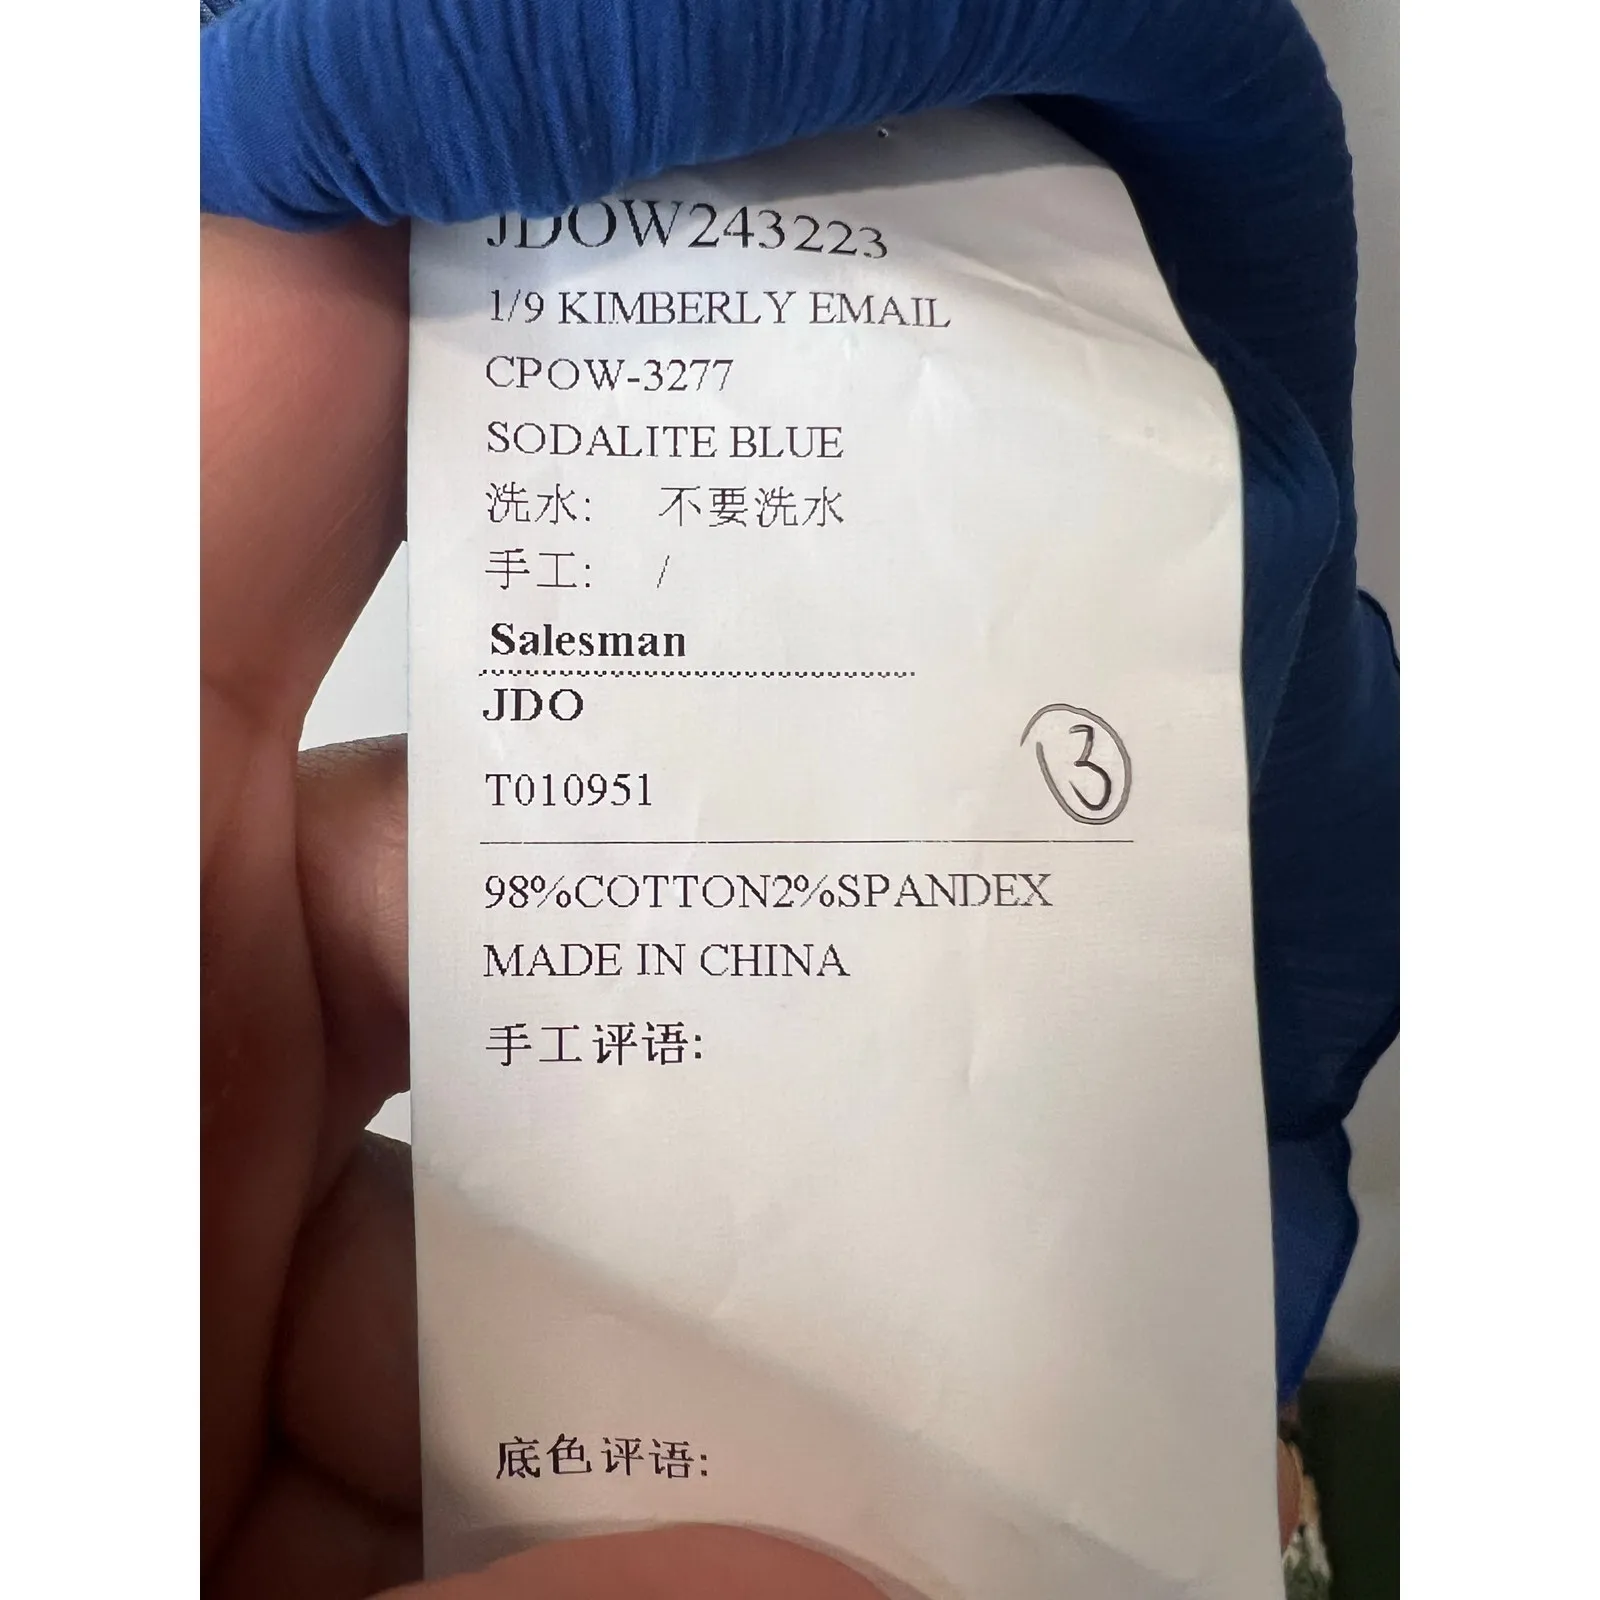 JDOW243223
1/9 KIMBERLY EMAIL
CPOW-3277
SODALITE BLUE
洗水: 不要洗水
手工: /
Salesman
JDO
3
T010951
98%COTTON2%SPANDEX
MADE IN CHINA
手工评语:
底色评语: